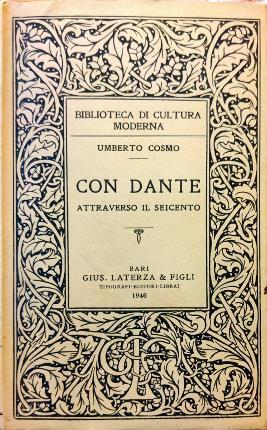 BIBLIOTECA DI CULTURA
MODERNA
UMBERTO COSMO
CON DANTE
ATTRAVERSO IL SEICENTO
BARI
GIUS. LATERZA & FIGLI
TIPOGRAFI-EDITORI-LIBRAI
1946